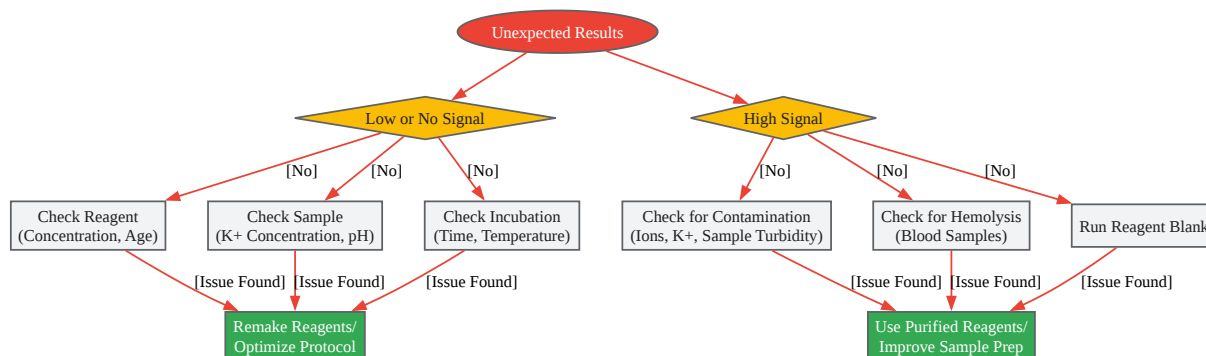 Unexpected Results
Low or No Signal
High Signal
[No]
[No]
[No]
[No]
[No]
[No]
Check Reagent
(Concentration, Age)
Check Sample
(K+ Concentration, pH)
Check Incubation
(Time, Temperature)
Check for Contamination
(Ions, K+, Sample Turbidity)
Check for Hemolysis
(Blood Samples)
Run Reagent Blank
[Issue Found]
[Issue Found]
[Issue Found]
[Issue Found]
[Issue Found]
[Issue Found]
Remake Reagents/
Optimize Protocol
Use Purified Reagents/
Improve Sample Prep